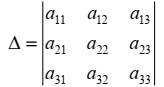 a₁₁ a₁₂ a₁₃
Δ = a₂₁ a₂₂ a₂₃
a₃₁ a₃₂ a₃₃